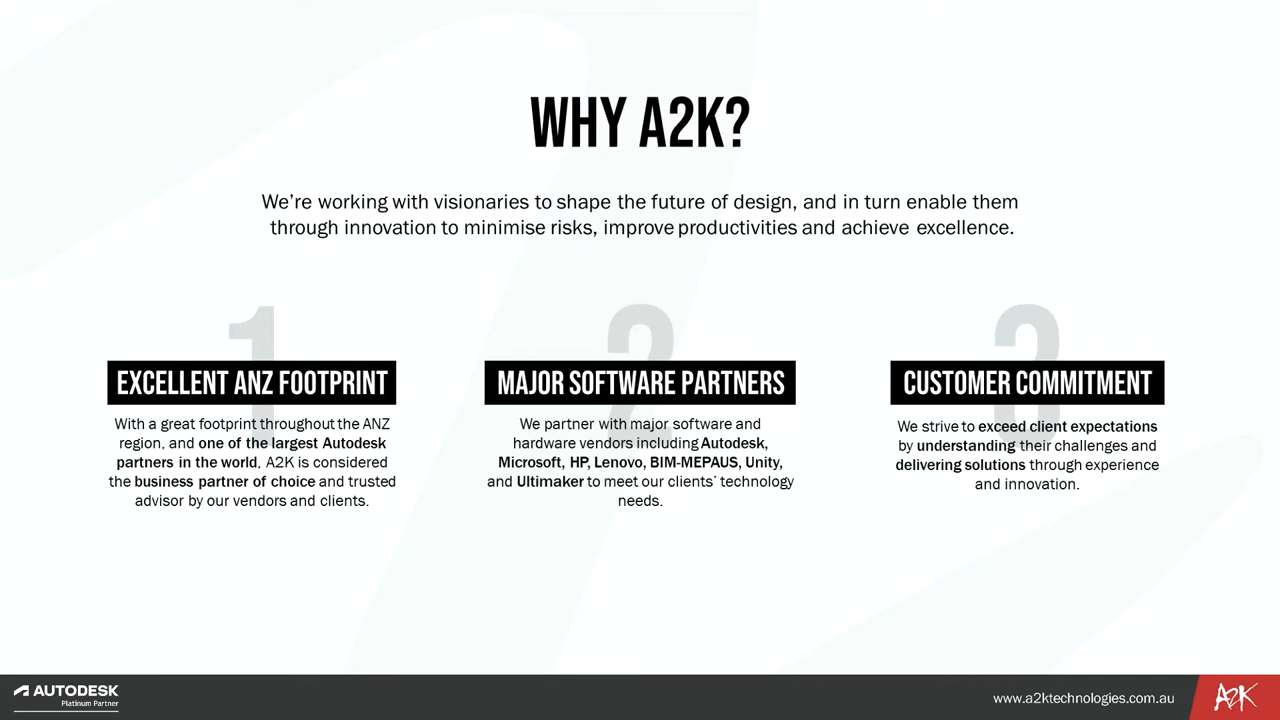 WHY A2K?
We're working with visionaries to shape the future of design, and in turn enable them
through innovation to minimise risks, improve productivities and achieve excellence.
1
EXCELLENT ANZ FOOTPRINT
With a great footprint throughout the ANZ
region, and one of the largest Autodesk
partners in the world, A2K is considered
the business partner of choice and trusted
advisor by our vendors and clients.
2
MAJOR SOFTWARE PARTNERS
We partner with major software and
hardware vendors including Autodesk,
Microsoft, HP, Lenovo, BIM-MEPAUS, Unity,
and Ultimaker to meet our clients' technology
needs.
3
CUSTOMER COMMITMENT
We strive to exceed client expectations
by understanding their challenges and
delivering solutions through experience
and innovation.
AUTODESK
Platinum Partner
www.a2ktechnologies.com.au
A2K